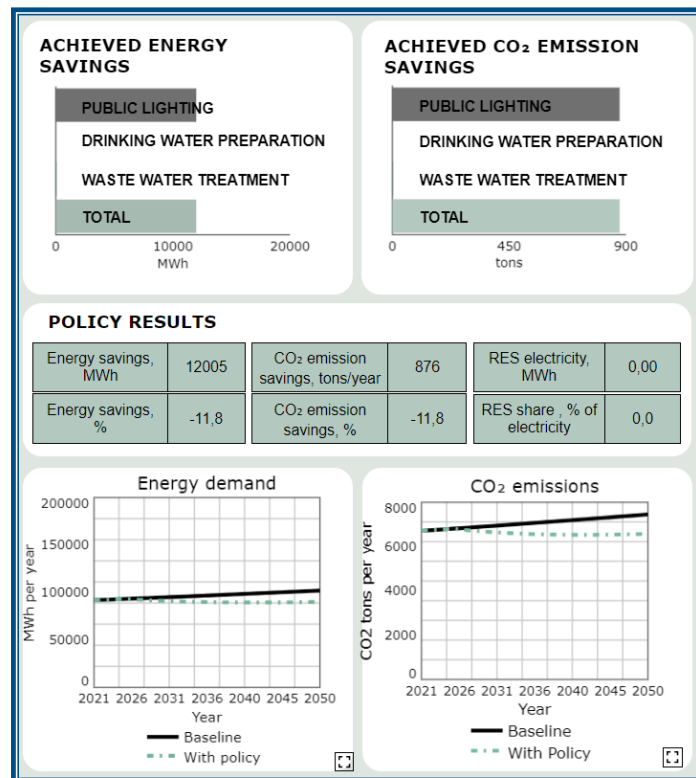 ACHIEVED ENERGY
SAVINGS
PUBLIC LIGHTING
DRINKING WATER PREPARATION
WASTE WATER TREATMENT
TOTAL
0 10000 20000
MWh
ACHIEVED CO₂ EMISSION
SAVINGS
PUBLIC LIGHTING
DRINKING WATER PREPARATION
WASTE WATER TREATMENT
TOTAL
0 450 900
tons
POLICY RESULTS
Energy savings,
MWh
12005
CO₂ emission
savings, tons/year
876
RES electricity,
MWh
0,00
Energy savings,
%
-11,8
CO₂ emission
savings, %
-11,8
RES share , % of
electricity
0,0
Energy demand
MWh per year
200000
150000
100000
50000
0
2021 2026 2031 2036 2040 2045 2050
Year
Baseline
With policy
CO₂ emissions
CO2 tons per year
8000
6000
4000
2000
0
2021 2026 2031 2036 2040 2045 2050
Year
Baseline
With Policy